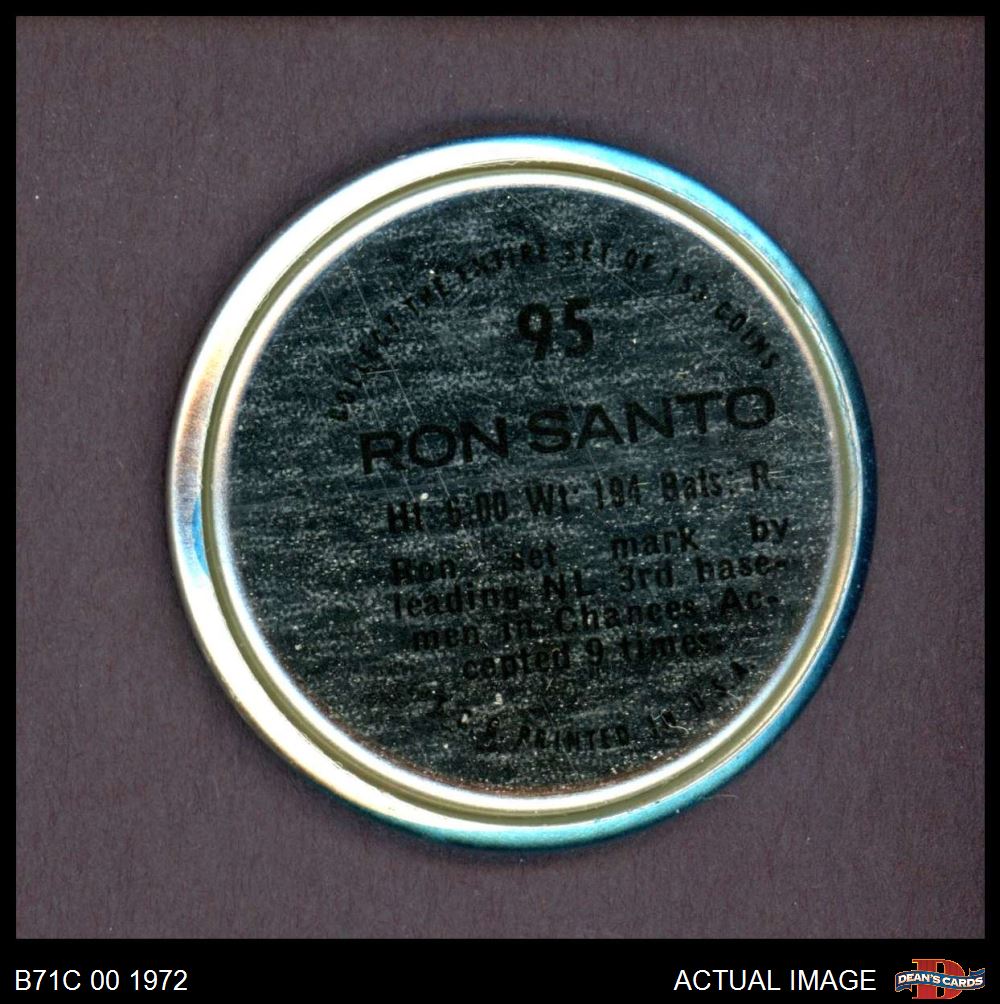 COLLECT THE ENTIRE SET OF 153 COINS
95
RON SANTO
Ht: 6:00 Wt: 194 Bats: R.
Ron set mark by
leading NL 3rd base-
men in Chances Ac-
cepted 9 times.
PRINTED IN U.S.A.
B71C 00 1972
ACTUAL IMAGE
DEAN'S CARDS